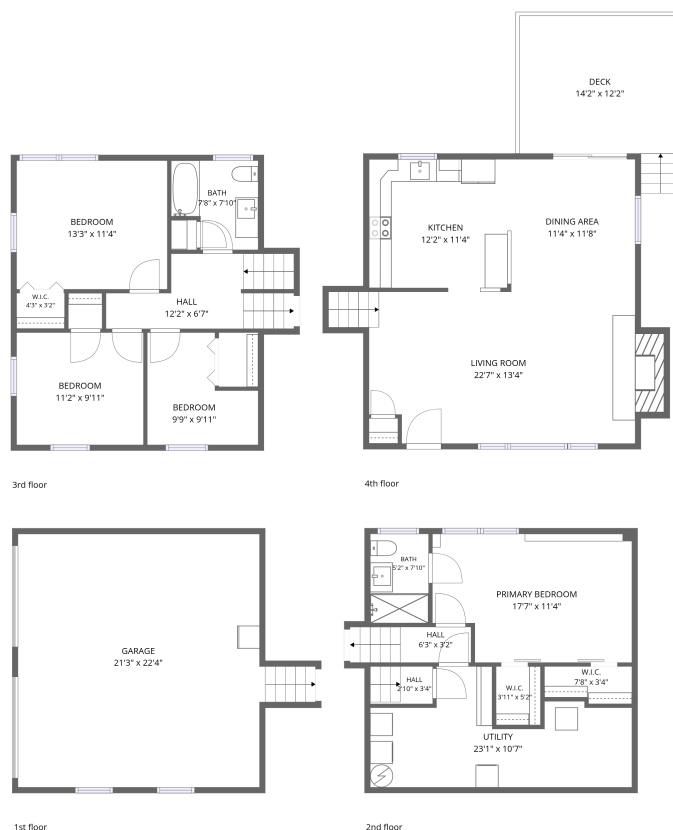 DECK
14'2" x 12'2"
BATH
7'8" x 7'10"
BEDROOM
13'3" x 11'4"
W.I.C.
4'3" x 3'2"
HALL
12'2" x 6'7"
BEDROOM
11'2" x 9'11"
BEDROOM
9'9" x 9'11"
3rd floor
KITCHEN
12'2" x 11'4"
DINING AREA
11'4" x 11'8"
LIVING ROOM
22'7" x 13'4"
4th floor
GARAGE
21'3" x 22'4"
1st floor
BATH
5'2" x 7'10"
PRIMARY BEDROOM
17'7" x 11'4"
HALL
6'3" x 3'2"
HALL
2'10" x 3'4"
W.I.C.
3'11" x 5'2"
W.I.C.
7'8" x 3'4"
UTILITY
23'1" x 10'7"
2nd floor